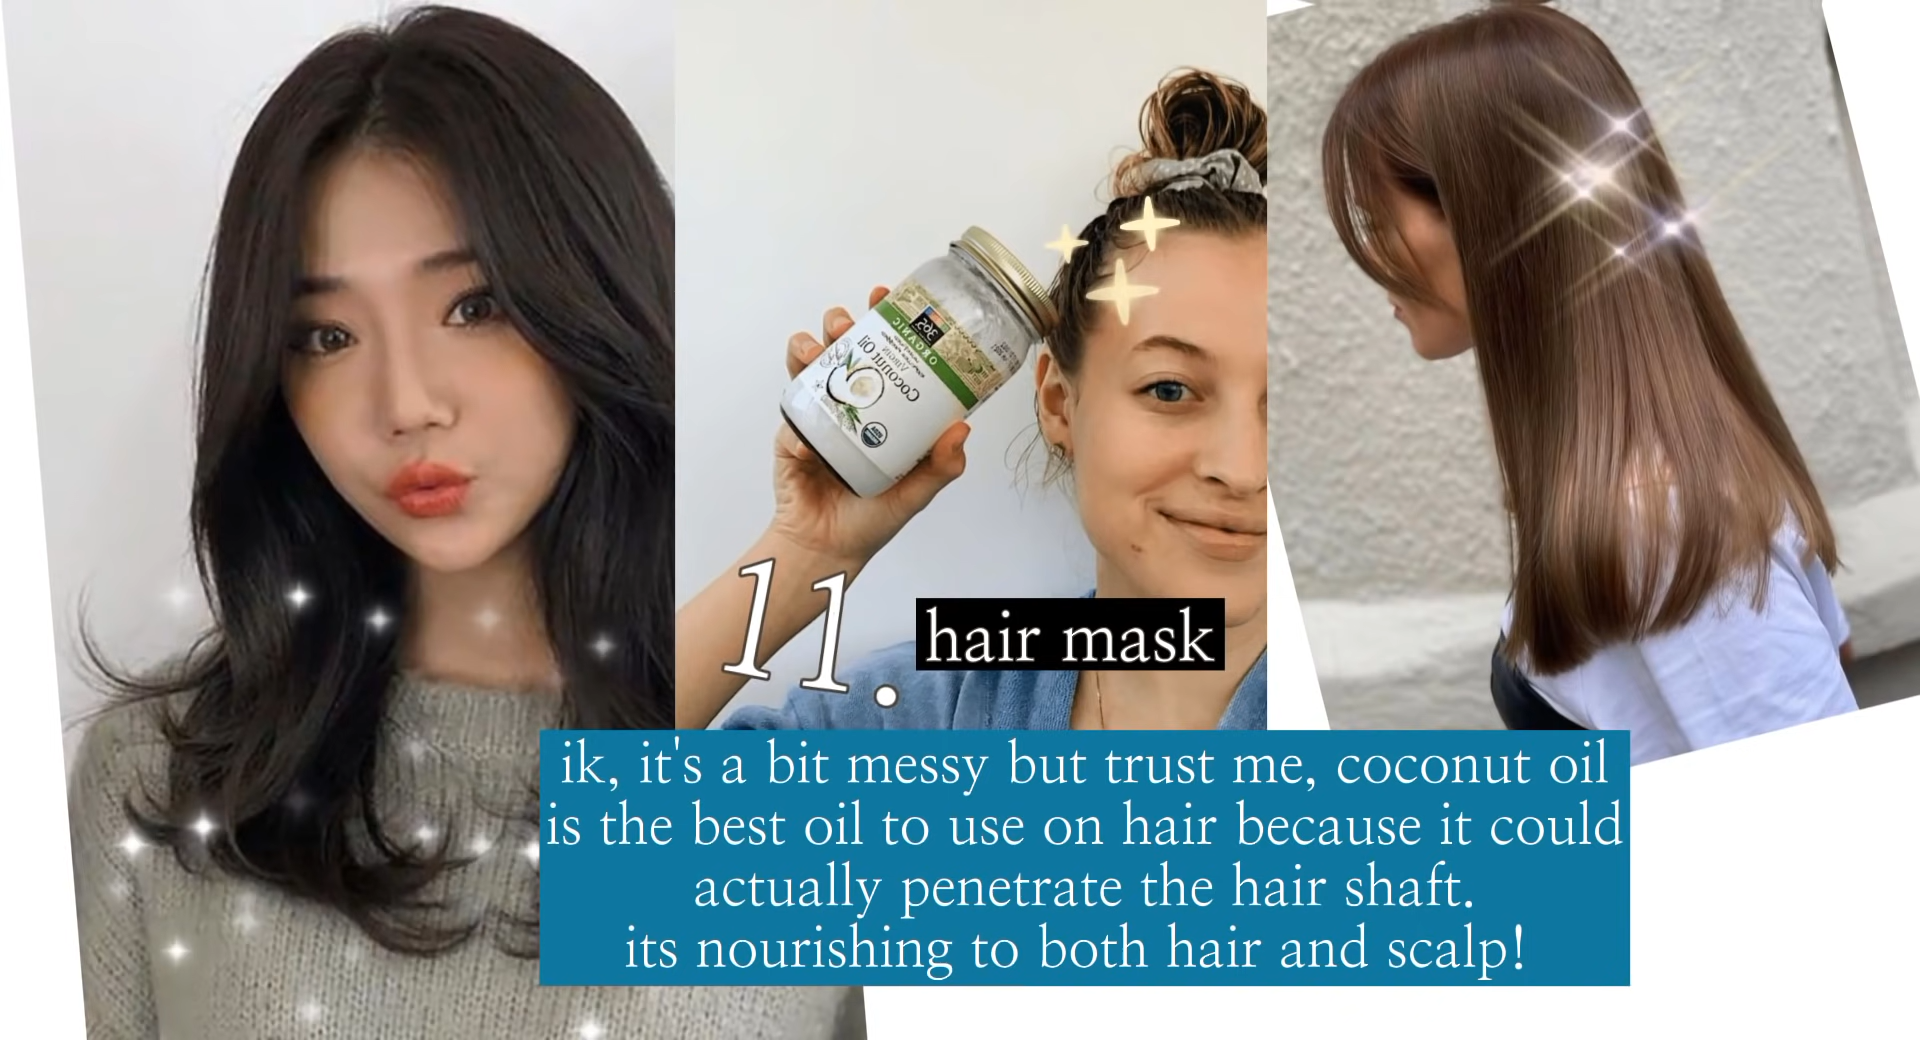 365
ORGANIC
VIRGIN
Coconut Oil
USDA
11.
hair mask
ik, it's a bit messy but trust me, coconut oil
is the best oil to use on hair because it could
actually penetrate the hair shaft.
its nourishing to both hair and scalp!